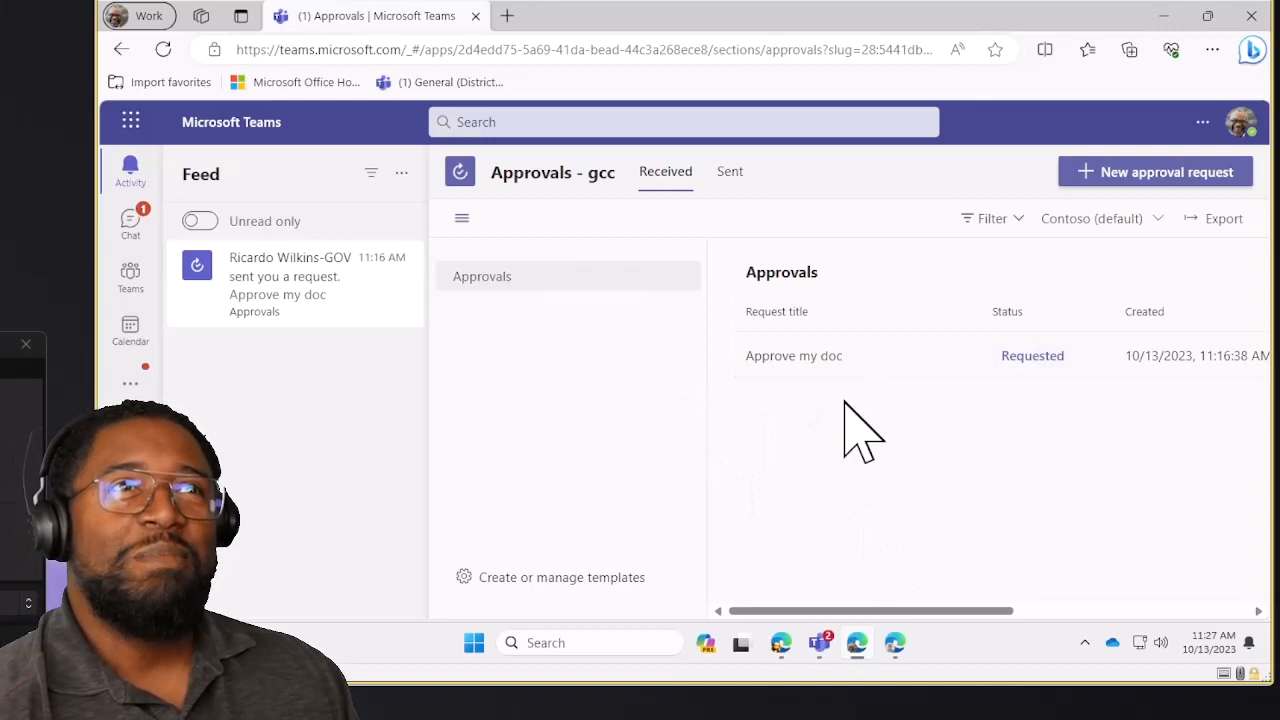 Work
(1) Approvals | Microsoft Teams
https://teams.microsoft.com/_#/apps/2d4edd75-5a69-41da-bead-44c3a268ece8/sections/approvals?slug=28:5441db...
Import favorites
Microsoft Office Ho...
(1) General (District...
Microsoft Teams
Search
Activity
1
Chat
Teams
Calendar
Feed
Unread only
Ricardo Wilkins-GOV 11:16 AM
sent you a request.
Approve my doc
Approvals
Approvals - gcc
Received
Sent
New approval request
Filter
Contoso (default)
Export
Approvals
Create or manage templates
Approvals
Request title Status Created
Approve my doc Requested 10/13/2023, 11:16:38 AM
Search
PRE
2
11:27 AM
10/13/2023